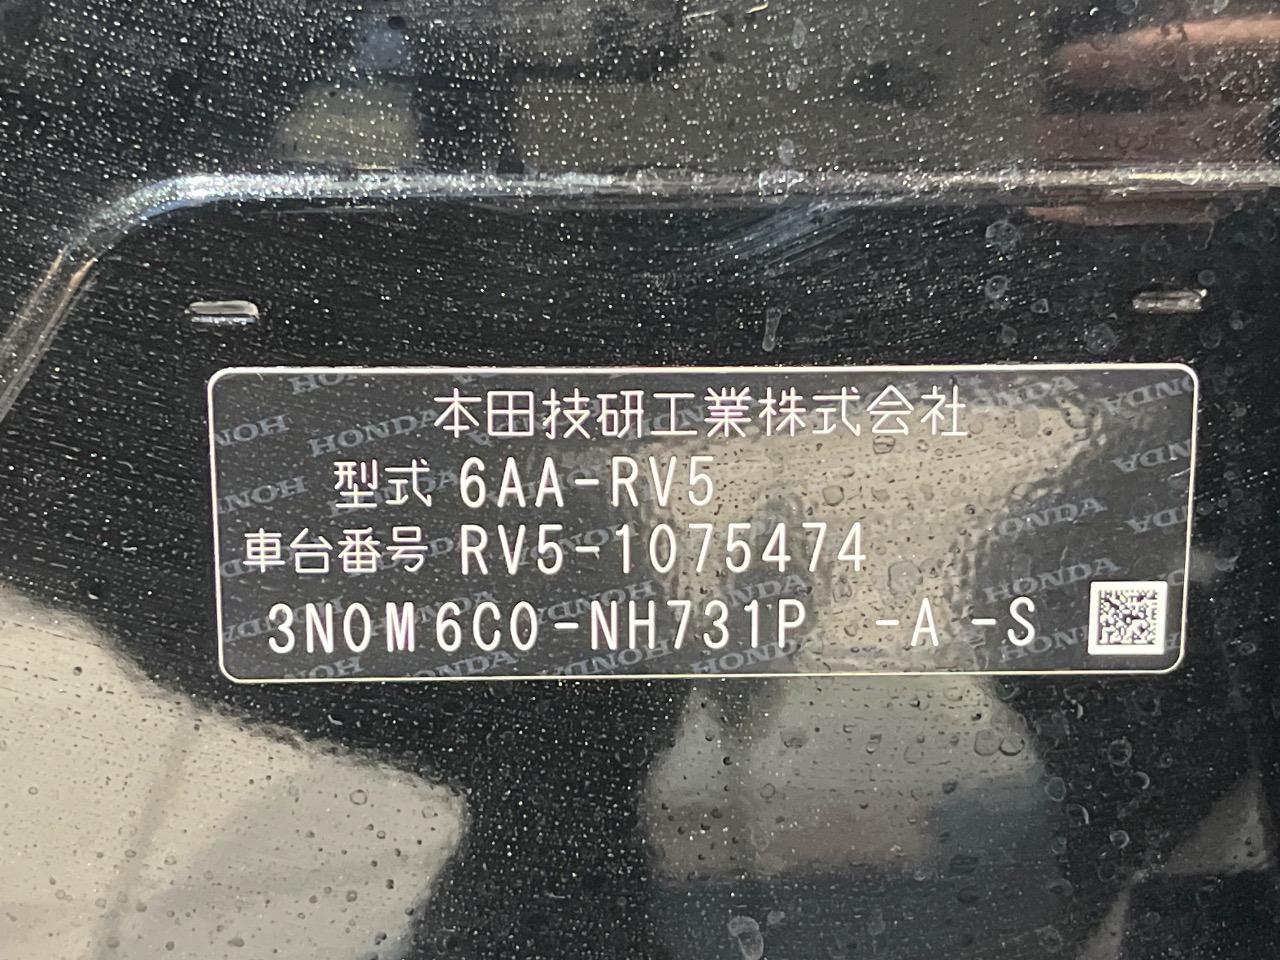 本田技研工業株式会社
型式 6AA-RV5
車台番号 RV5-1075474
3N0M6C0-NH731P -A -S